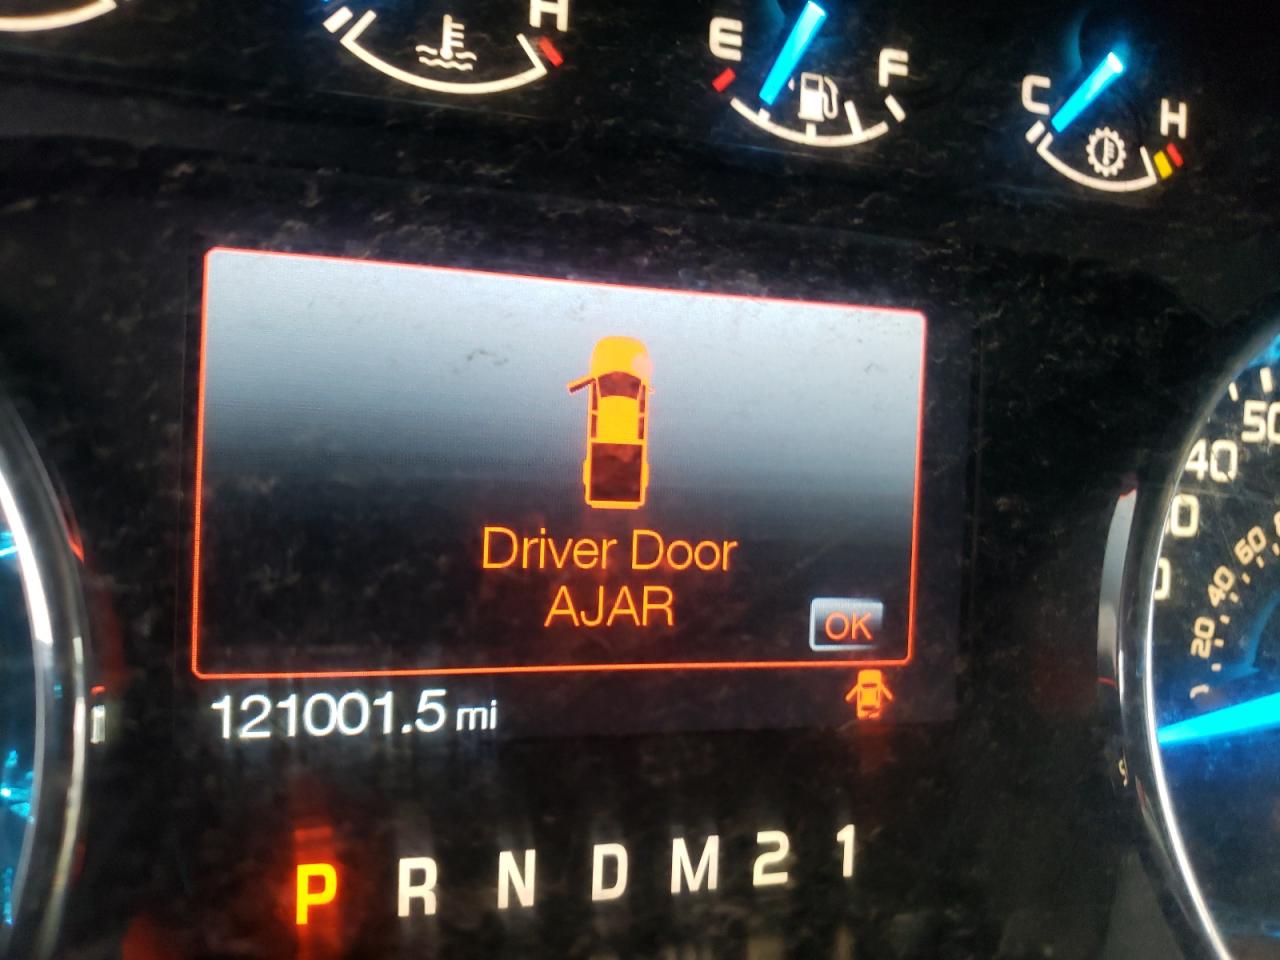 H
E F
C H
Driver Door
AJAR
OK
121001.5 mi
P R N D M 2 1
50
40
60
40
20